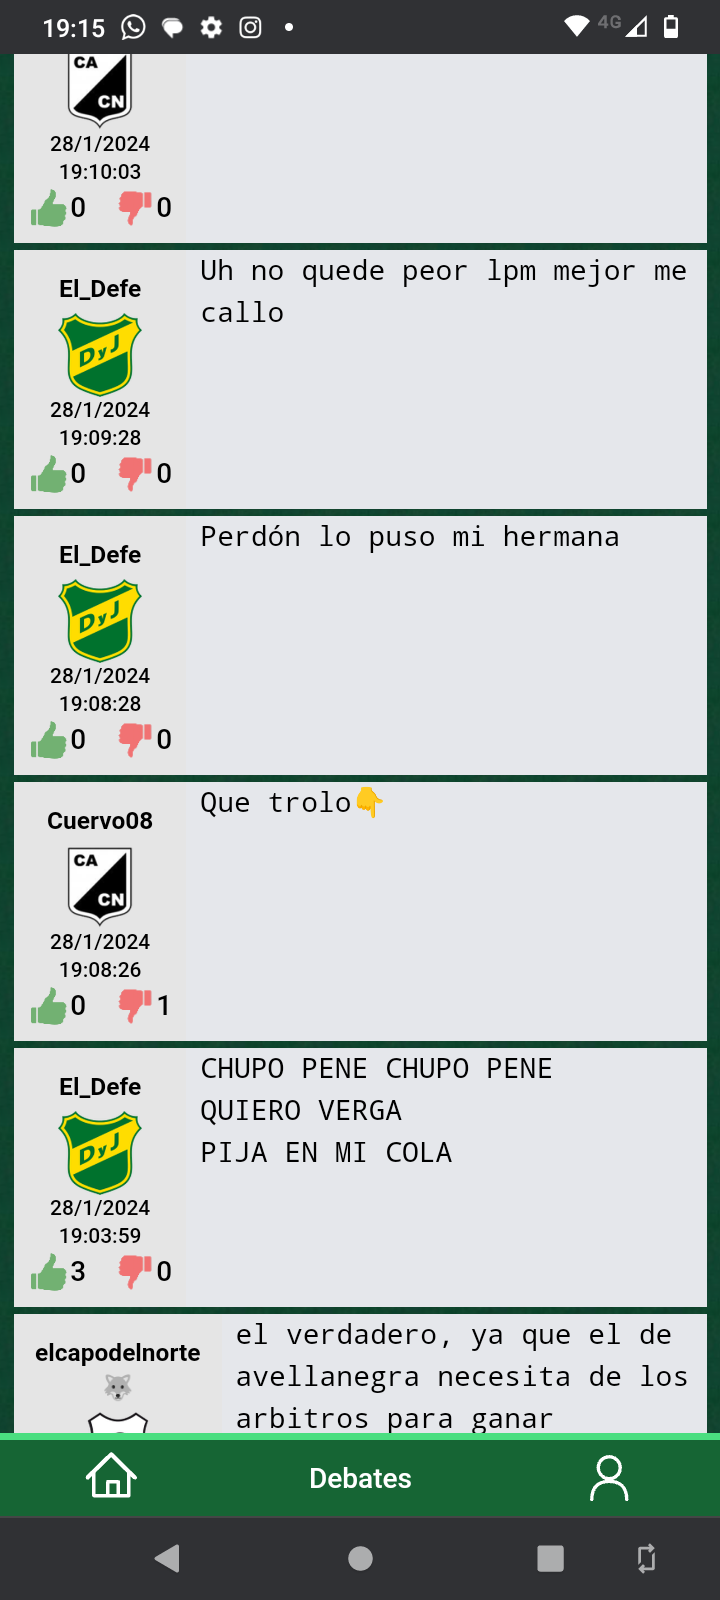 19:15 4G
CA
CN
28/1/2024
19:10:03
0 0
El_Defe
DyJ
28/1/2024
19:09:28
0 0
Uh no quede peor lpm mejor me
callo
El_Defe
DyJ
28/1/2024
19:08:28
0 0
Perdón lo puso mi hermana
Cuervo08
CA
CN
28/1/2024
19:08:26
0 1
Que trolo👇
El_Defe
DyJ
28/1/2024
19:03:59
3 0
CHUPO PENE CHUPO PENE
QUIERO VERGA
PIJA EN MI COLA
elcapodelnorte
🐺
el verdadero, ya que el de
avellanegra necesita de los
arbitros para ganar
Debates